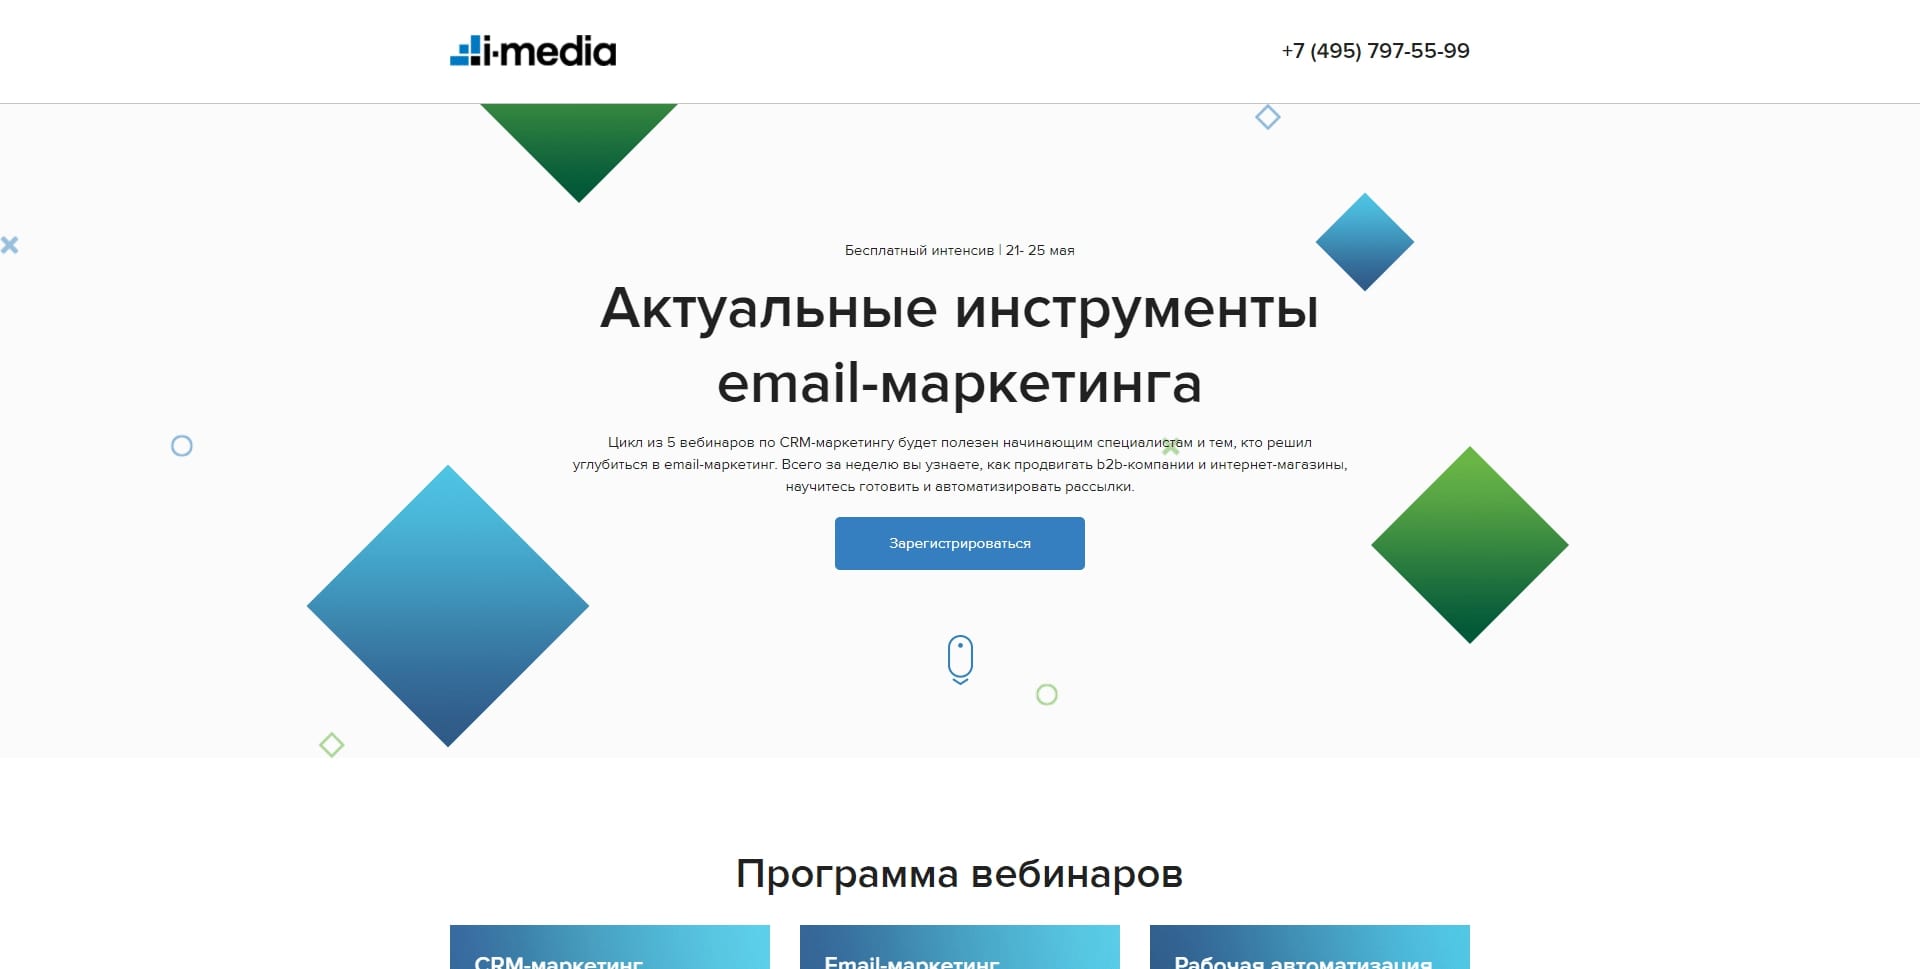 i-media
+7 (495) 797-55-99
Бесплатный интенсив | 21- 25 мая
Актуальные инструменты
email-маркетинга
Цикл из 5 вебинаров по CRM-маркетингу будет полезен начинающим специалистам и тем, кто решил
углубиться в email-маркетинг. Всего за неделю вы узнаете, как продвигать b2b-компании и интернет-магазины,
научитесь готовить и автоматизировать рассылки.
Зарегистрироваться
Программа вебинаров
CRM-маркетинг
Email-маркетинг
Рабочая автоматизация